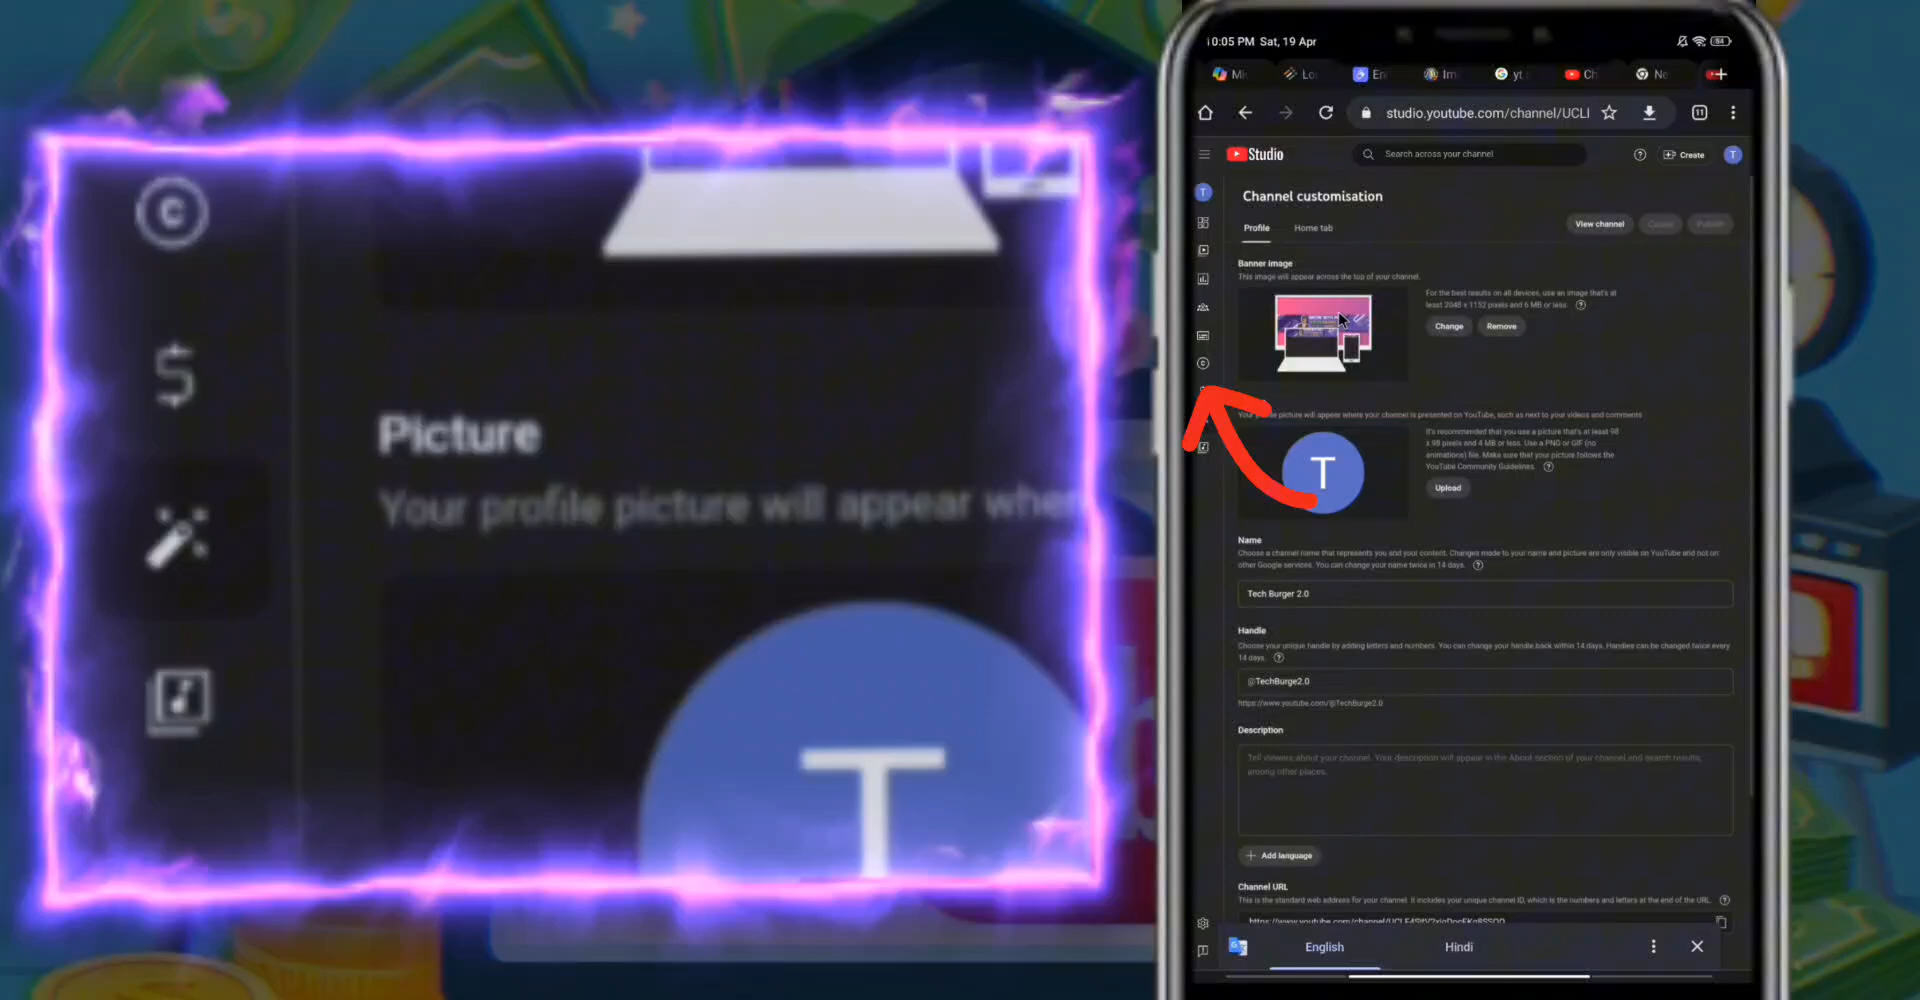 Picture
Your profile picture will appear
T
10:05 PM Sat, 19 Apr
84
Mi
Lo
En
Im
yt
Ch
Ne
studio.youtube.com/channel/UCLI
11
Studio
Search across your channel
Create
T
T
Channel customisation
Profile
Home tab
View channel
Cancel
Publish
Banner image
This image will appear across the top of your channel.
For the best results on all devices, use an image that's at
least 2048 x 1152 pixels and 6 MB or less.
Change
Remove
Your profile picture will appear where your channel is presented on YouTube, such as next to your videos and comments
It's recommended that you use a picture that's at least 98
x 98 pixels and 4 MB or less. Use a PNG or GIF (no
animations) file. Make sure that your picture follows the
YouTube Community Guidelines.
T
Upload
Name
Choose a channel name that represents you and your content. Changes made to your name and picture are only visible on YouTube and not on
other Google services. You can change your name twice in 14 days.
Tech Burger 2.0
Handle
Choose your unique handle by adding letters and numbers. You can change your handle back within 14 days. Handles can be changed twice every
14 days.
@TechBurge2.0
https://www.youtube.com/@TechBurge2.0
Description
Tell viewers about your channel. Your description will appear in the About section of your channel and search results,
among other places.
+ Add language
Channel URL
This is the standard web address for your channel. It includes your unique channel ID, which is the numbers and letters at the end of the URL.
English
Hindi